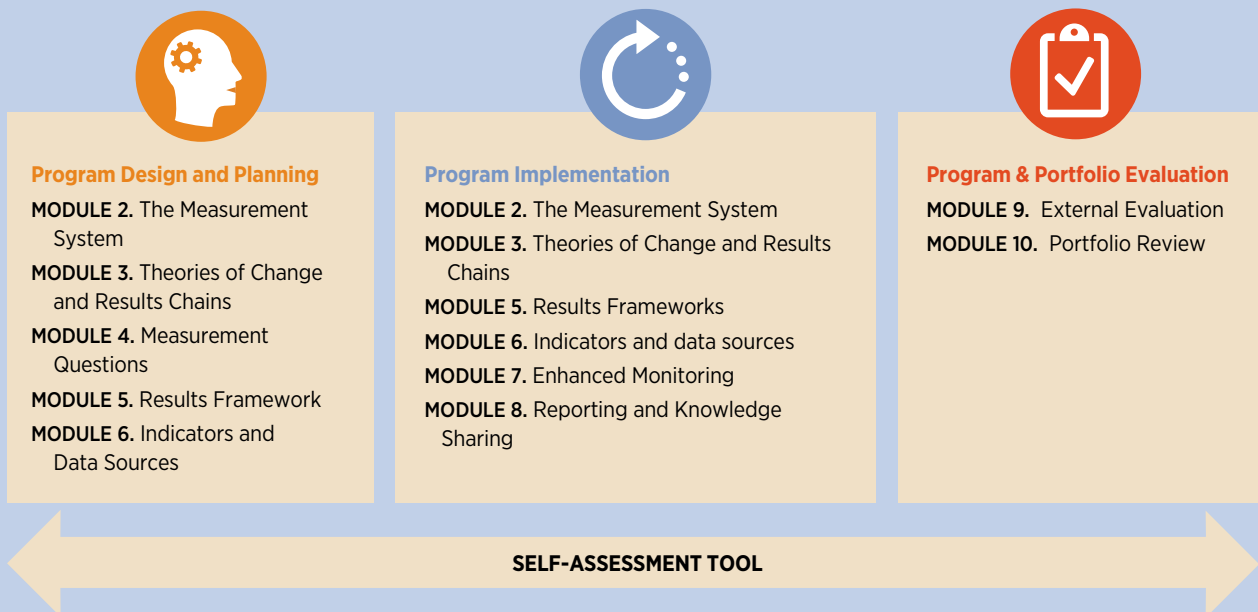 Program Design and Planning
MODULE 2. The Measurement
System
MODULE 3. Theories of Change
and Results Chains
MODULE 4. Measurement
Questions
MODULE 5. Results Framework
MODULE 6. Indicators and
Data Sources
Program Implementation
MODULE 2. The Measurement System
MODULE 3. Theories of Change and Results
Chains
MODULE 5. Results Frameworks
MODULE 6. Indicators and data sources
MODULE 7. Enhanced Monitoring
MODULE 8. Reporting and Knowledge
Sharing
Program & Portfolio Evaluation
MODULE 9. External Evaluation
MODULE 10. Portfolio Review
SELF-ASSESSMENT TOOL